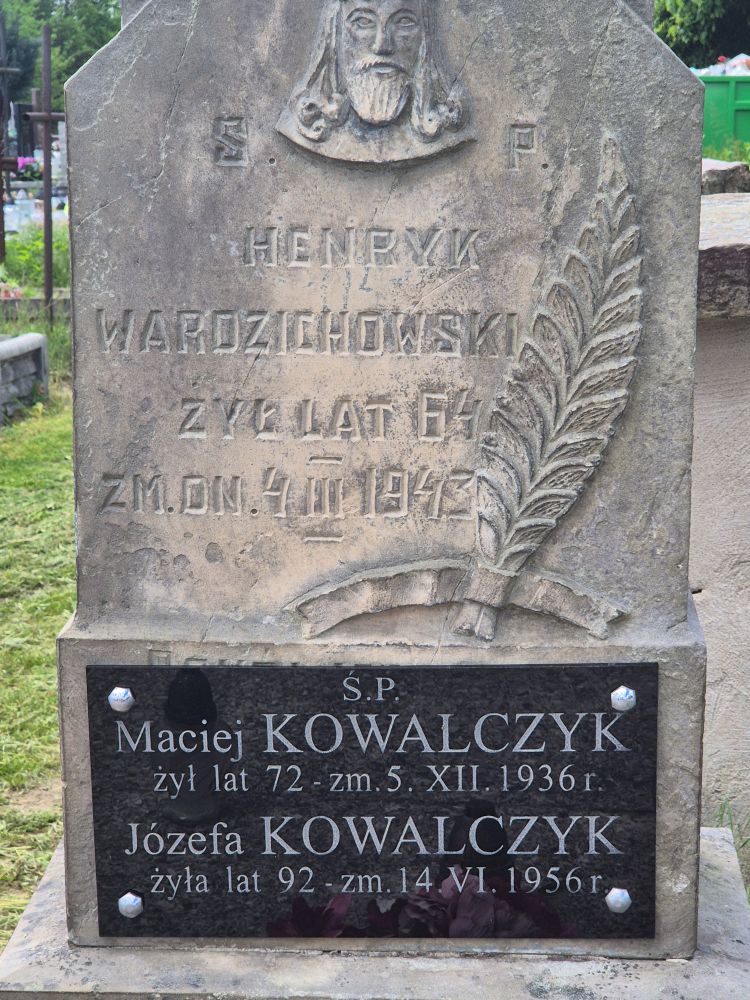 S. P.
HENRYK
WARDZICHOWSKI
ŻYŁ LAT 64
ZM. DN. 4 III 1943
Ś.P.
Maciej KOWALCZYK
żył lat 72 - zm. 5. XII. 1936 r.
Józefa KOWALCZYK
żyła lat 92 - zm. 14. VI. 1956 r.